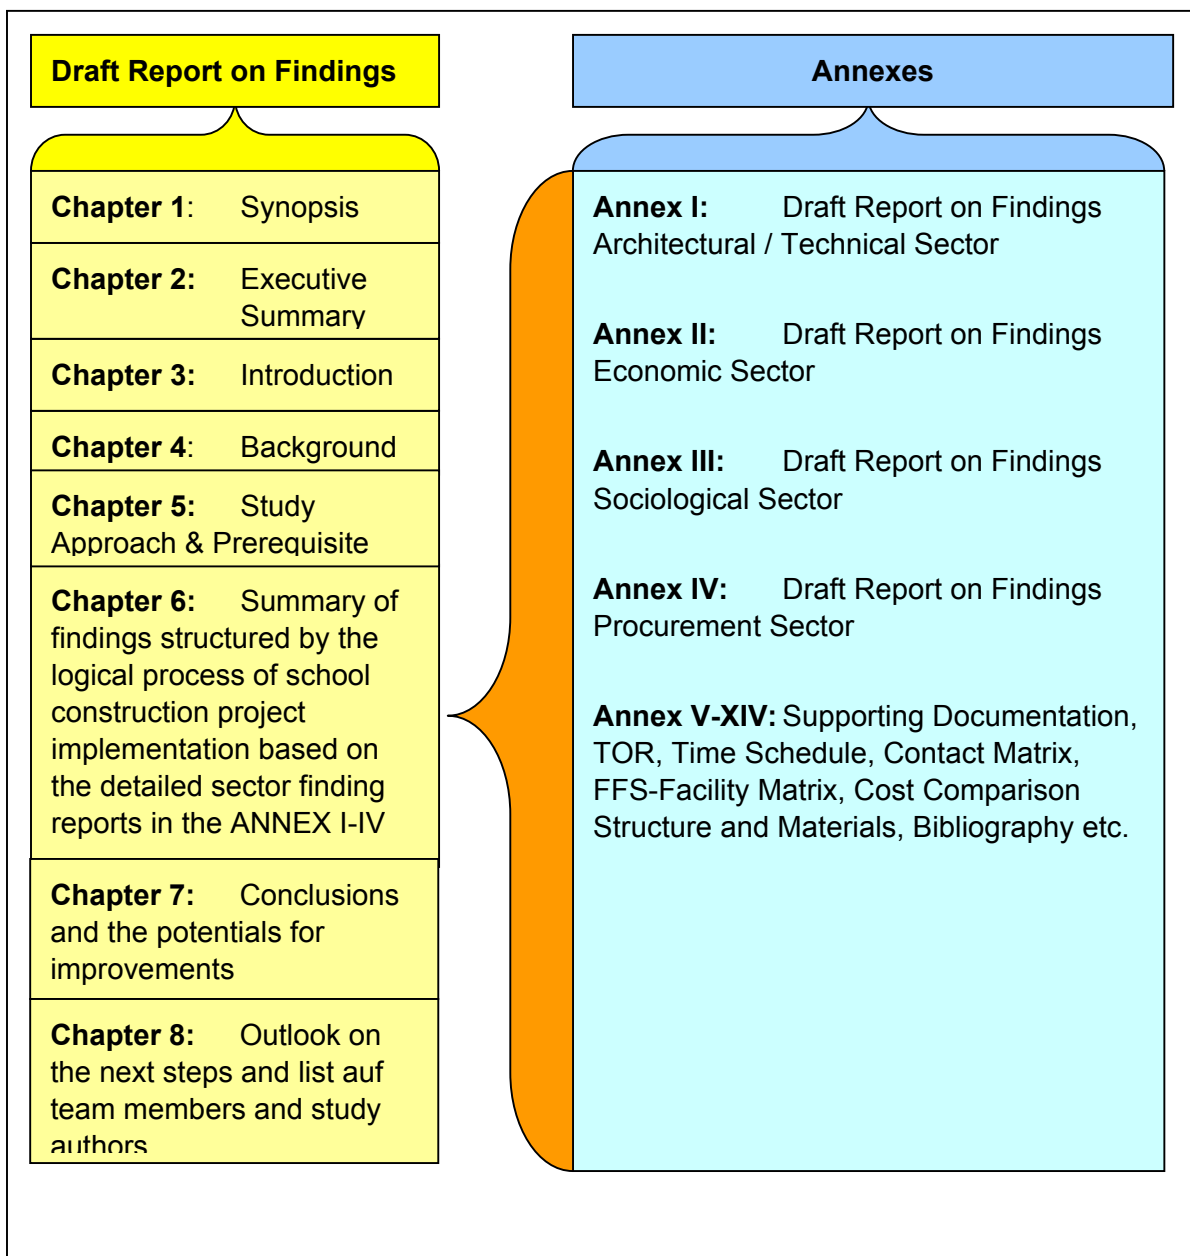 Draft Report on Findings
Chapter 1: Synopsis
Chapter 2: Executive
Summary
Chapter 3: Introduction
Chapter 4: Background
Chapter 5: Study
Approach & Prerequisite
Chapter 6: Summary of
findings structured by the
logical process of school
construction project
implementation based on
the detailed sector finding
reports in the ANNEX I-IV
Chapter 7: Conclusions
and the potentials for
improvements
Chapter 8: Outlook on
the next steps and list auf
team members and study
authors
Annexes
Annex I: Draft Report on Findings
Architectural / Technical Sector
Annex II: Draft Report on Findings
Economic Sector
Annex III: Draft Report on Findings
Sociological Sector
Annex IV: Draft Report on Findings
Procurement Sector
Annex V-XIV: Supporting Documentation,
TOR, Time Schedule, Contact Matrix,
FFS-Facility Matrix, Cost Comparison
Structure and Materials, Bibliography etc.